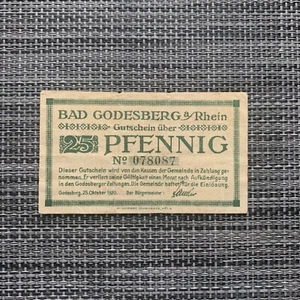 BAD GODESBERG a/Rhein
Gutschein über
25 PFENNIG
No 078087
Dieser Gutschein wird von den Kassen der Gemeinde in Zahlung ge-
nommen. Er verliert seine Gültigkeit einen Monat nach Aufkündigung
in den Godesberger Zeitungen. Die Gemeinde haftet für die Einlösung.
Godesberg, 25. Oktober 1920. Der Bürgermeister: